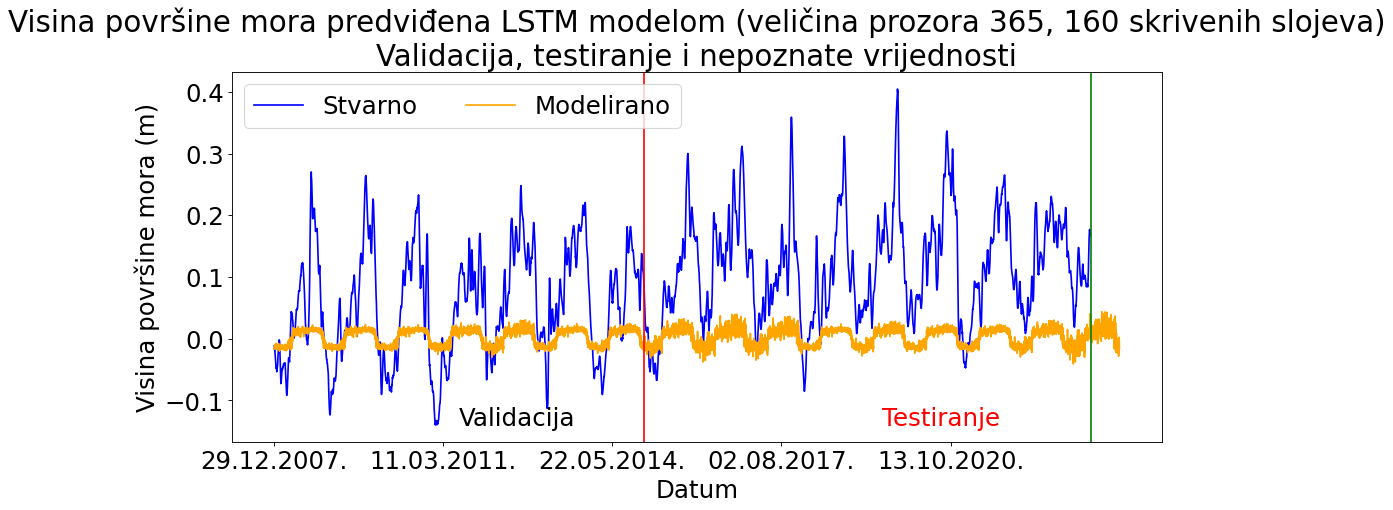 Visina površine mora predviđena LSTM modelom (veličina prozora 365, 160 skrivenih slojeva)
Validacija, testiranje i nepoznate vrijednosti
Stvarno
Modelirano
Visina površine mora (m)
0.4
0.3
0.2
0.1
0.0
−0.1
Validacija
Testiranje
29.12.2007.
11.03.2011.
22.05.2014.
02.08.2017.
13.10.2020.
Datum